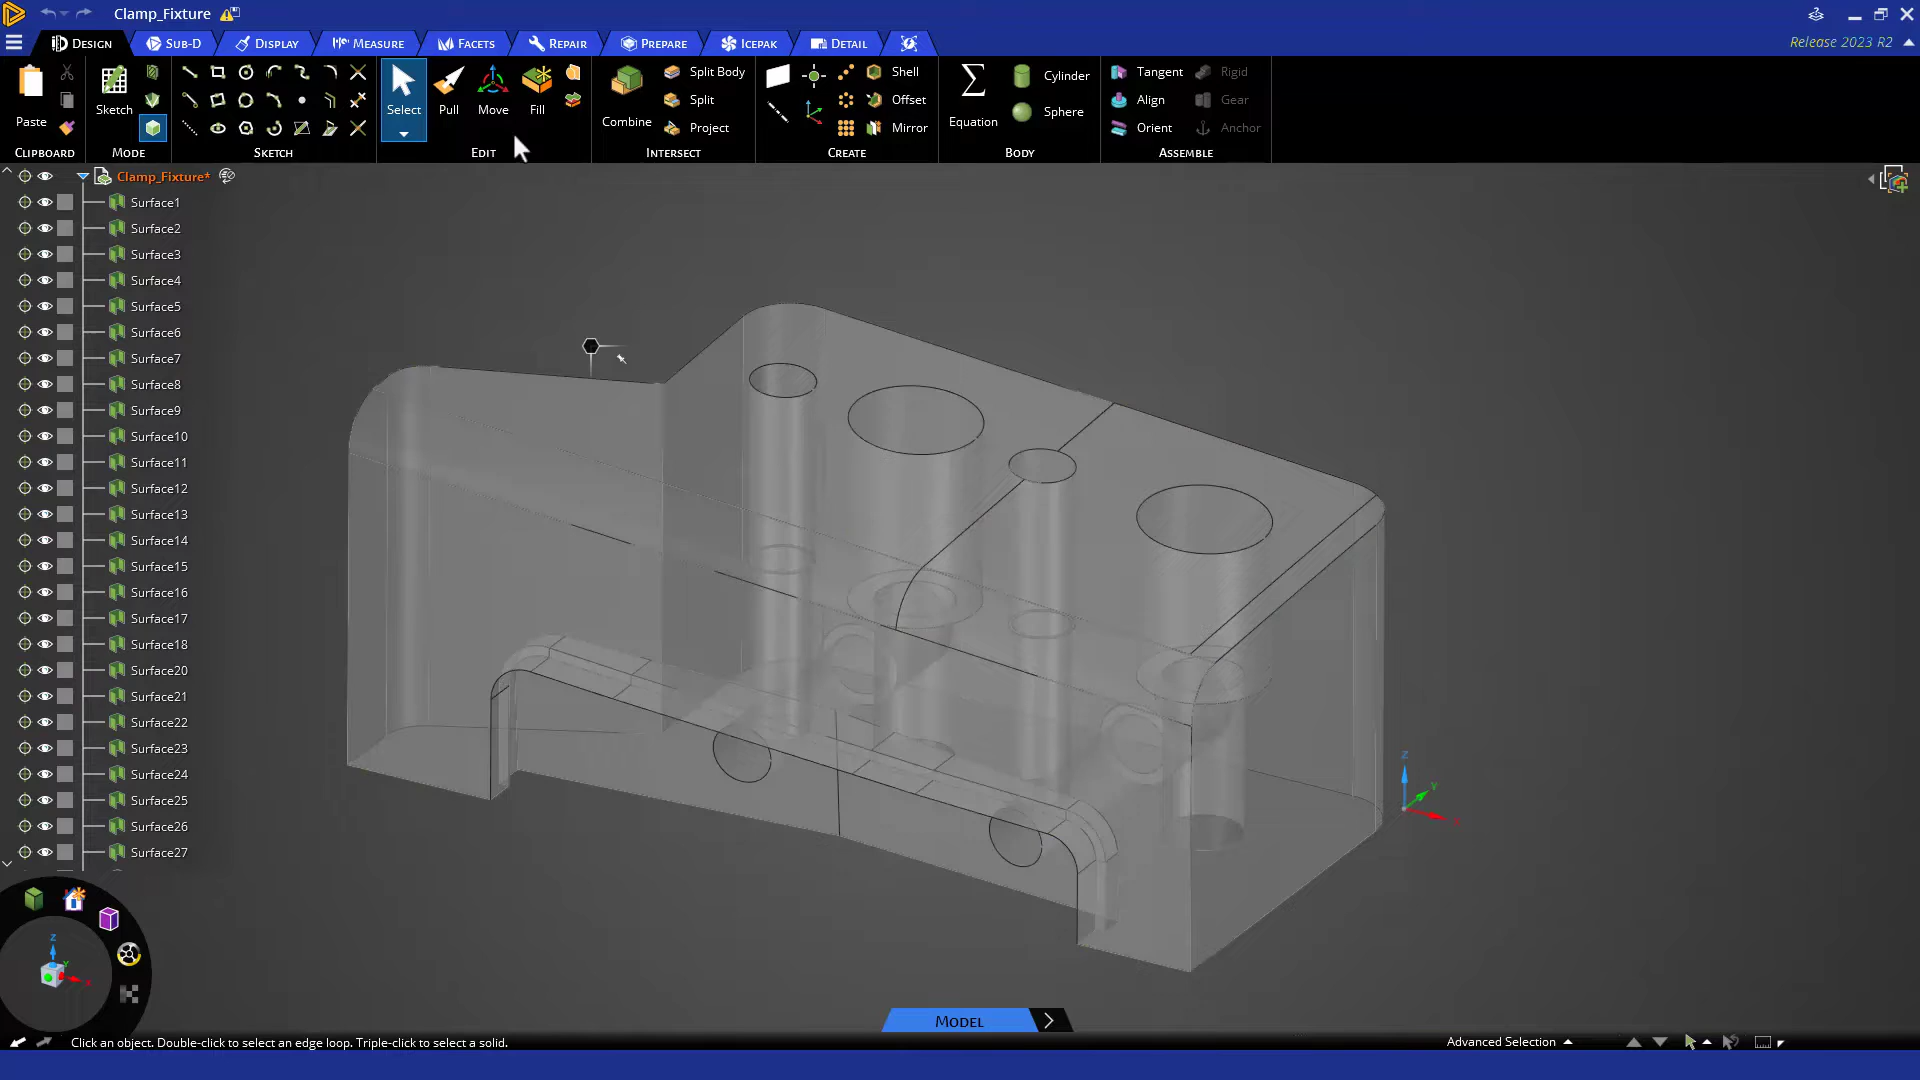 Clamp_Fixture
Design
Sub-D
Display
Measure
Facets
Repair
Prepare
Icepak
Detail
Release 2023 R2
Paste
Sketch
Select
Pull
Move
Fill
Combine
Split Body
Split
Project
Shell
Offset
Mirror
Equation
Cylinder
Sphere
Tangent
Align
Orient
Rigid
Gear
Anchor
Clipboard
Mode
Sketch
Edit
Intersect
Create
Body
Assemble
Clamp_Fixture*
Surface1
Surface2
Surface3
Surface4
Surface5
Surface6
Surface7
Surface8
Surface9
Surface10
Surface11
Surface12
Surface13
Surface14
Surface15
Surface16
Surface17
Surface18
Surface20
Surface21
Surface22
Surface23
Surface24
Surface25
Surface26
Surface27
Z
Y
Z
Y
X
Model
Click an object. Double-click to select an edge loop. Triple-click to select a solid.
Advanced Selection